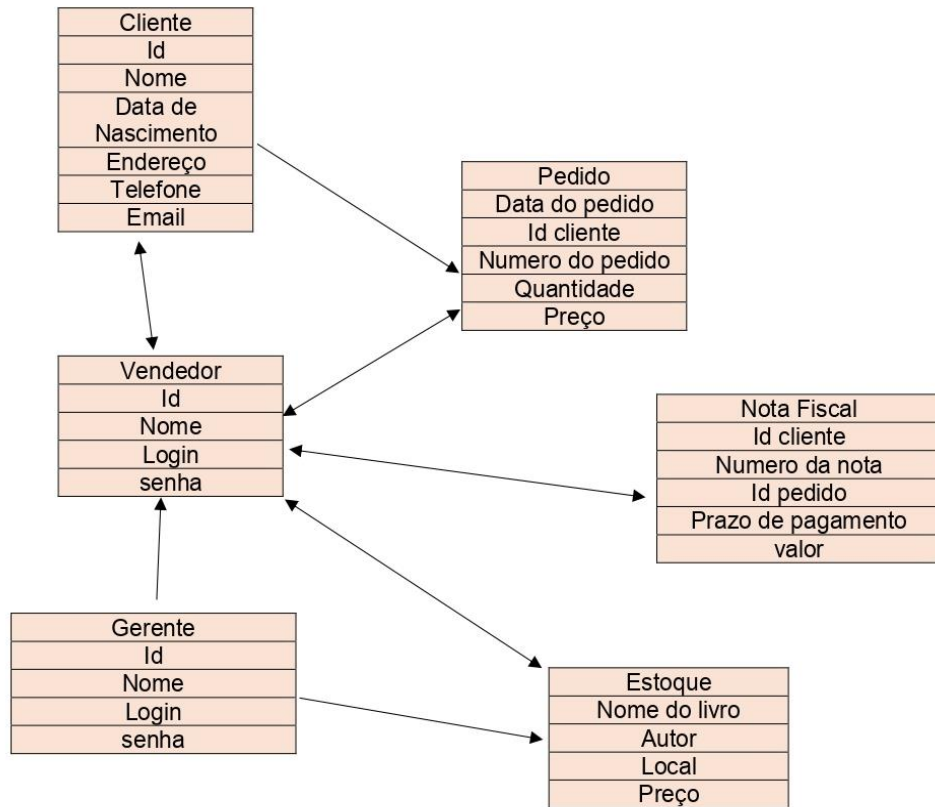 Cliente
Id
Nome
Data de
Nascimento
Endereço
Telefone
Email
Pedido
Data do pedido
Id cliente
Numero do pedido
Quantidade
Preço
Vendedor
Id
Nome
Login
senha
Nota Fiscal
Id cliente
Numero da nota
Id pedido
Prazo de pagamento
valor
Gerente
Id
Nome
Login
senha
Estoque
Nome do livro
Autor
Local
Preço